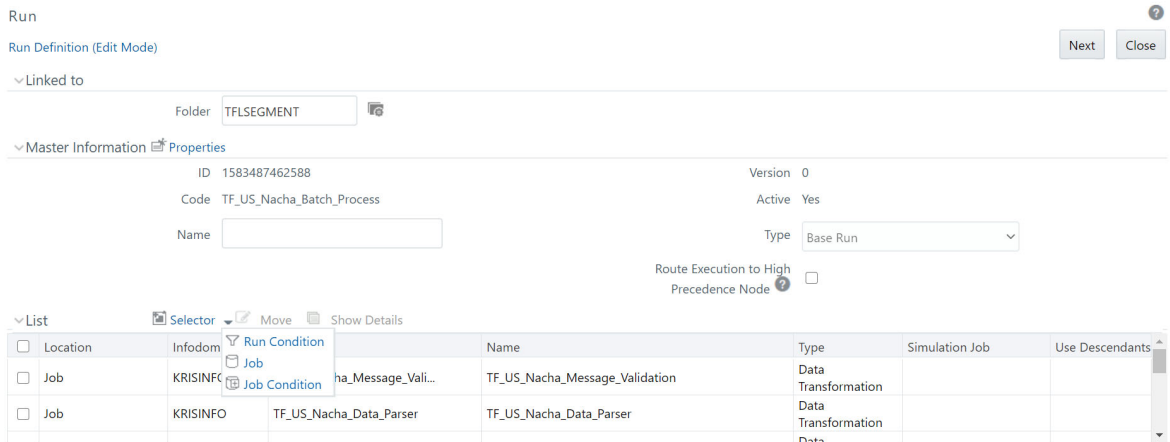 Run
Run Definition (Edit Mode)
Next
Close
Linked to
Folder
TFLSEGMENT
Master Information
Properties
ID 1583487462588
Version 0
Code TF_US_Nacha_Batch_Process
Active Yes
Name
Type Base Run
Route Execution to High
Precedence Node
List
Selector
Move
Show Details
Run Condition
Job
Job Condition
Location Infodom Name Type Simulation Job Use Descendants
Job ha_Message_Vali... TF_US_Nacha_Message_Validation Data
Transformation
Job KRISINFO TF_US_Nacha_Data_Parser TF_US_Nacha_Data_Parser Data
Transformation